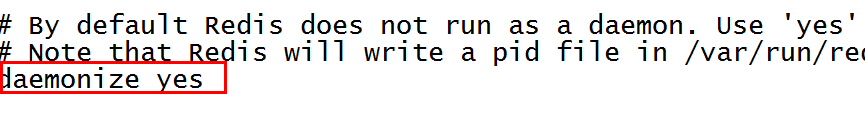 # By default Redis does not run as a daemon. Use 'yes'
# Note that Redis will write a pid file in /var/run/red
daemonize yes